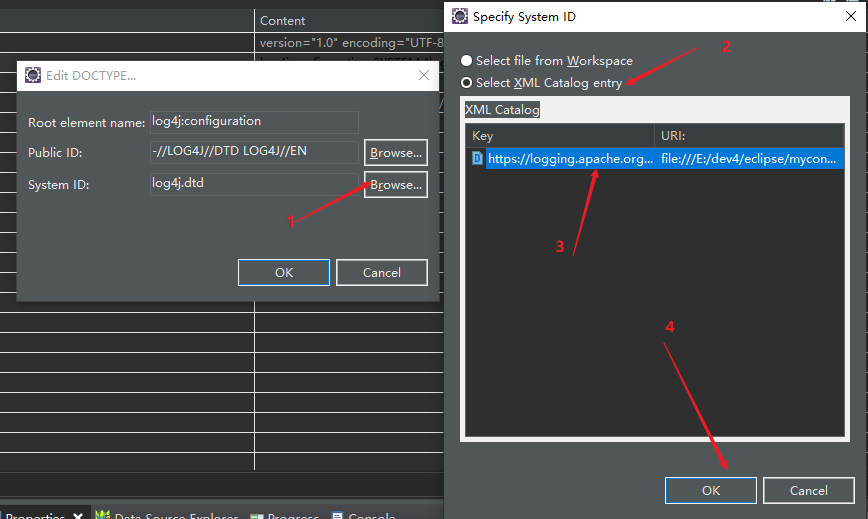 Content
version="1.0" encoding="UTF-8
Edit DOCTYPE...
Root element name: log4j:configuration
Public ID: -//LOG4J//DTD LOG4J//EN Browse...
System ID: log4j.dtd Browse...
1
OK Cancel
Specify System ID
2
Select file from Workspace
Select XML Catalog entry
XML Catalog
Key URI:
https://logging.apache.org... file:///E:/dev4/eclipse/mycon...
3
4
OK Cancel
Properties Data Source Explorer Progress Console